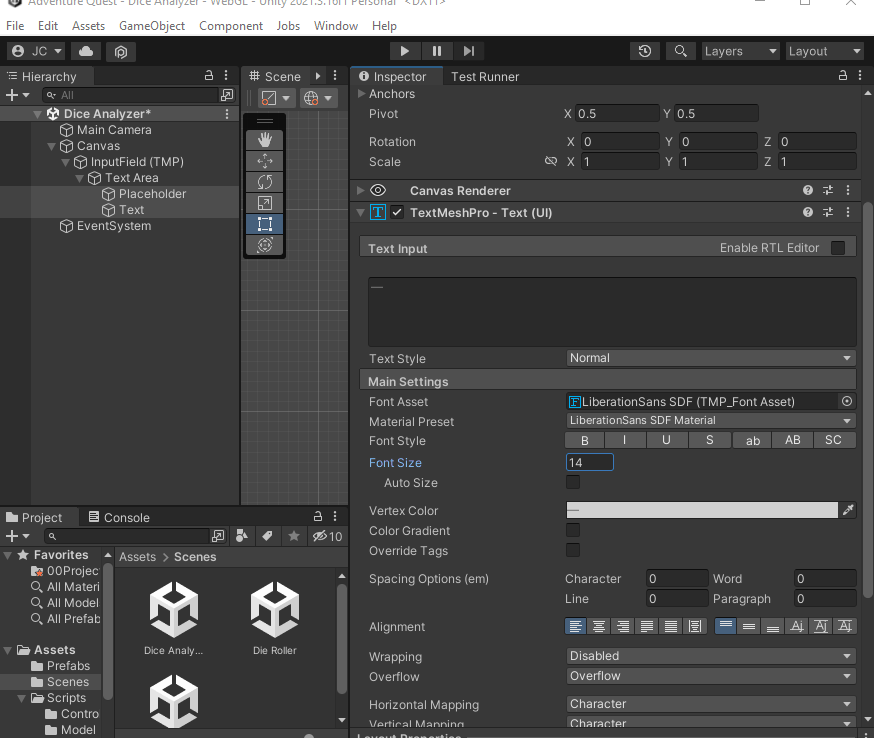 Adventure Quest - Dice Analyzer - WebGL - Unity 2021.3.16f1 Personal* <DX11>
File Edit Assets GameObject Component Jobs Window Help
JC Layers Layout
Hierarchy
All
Dice Analyzer*
Main Camera
Canvas
InputField (TMP)
Text Area
Placeholder
Text
EventSystem
Scene
Inspector Test Runner
Anchors
Pivot X 0.5 Y 0.5
Rotation X 0 Y 0 Z 0
Scale X 1 Y 1 Z 1
Canvas Renderer
TextMeshPro - Text (UI)
Text Input Enable RTL Editor
—
Text Style Normal
Main Settings
Font Asset LiberationSans SDF (TMP_Font Asset)
Material Preset LiberationSans SDF Material
Font Style B I U S ab AB SC
Font Size 14
Auto Size
Vertex Color —
Color Gradient
Override Tags
Spacing Options (em) Character 0 Word 0
Line 0 Paragraph 0
Alignment
Wrapping Disabled
Overflow Overflow
Horizontal Mapping Character
Vertical Mapping Character
Layout Properties
Project Console
10
Favorites
00Projec
All Materi
All Model
All Prefab
Assets
Prefabs
Scenes
Scripts
Contro
Model
Assets > Scenes
Dice Analy... Die Roller